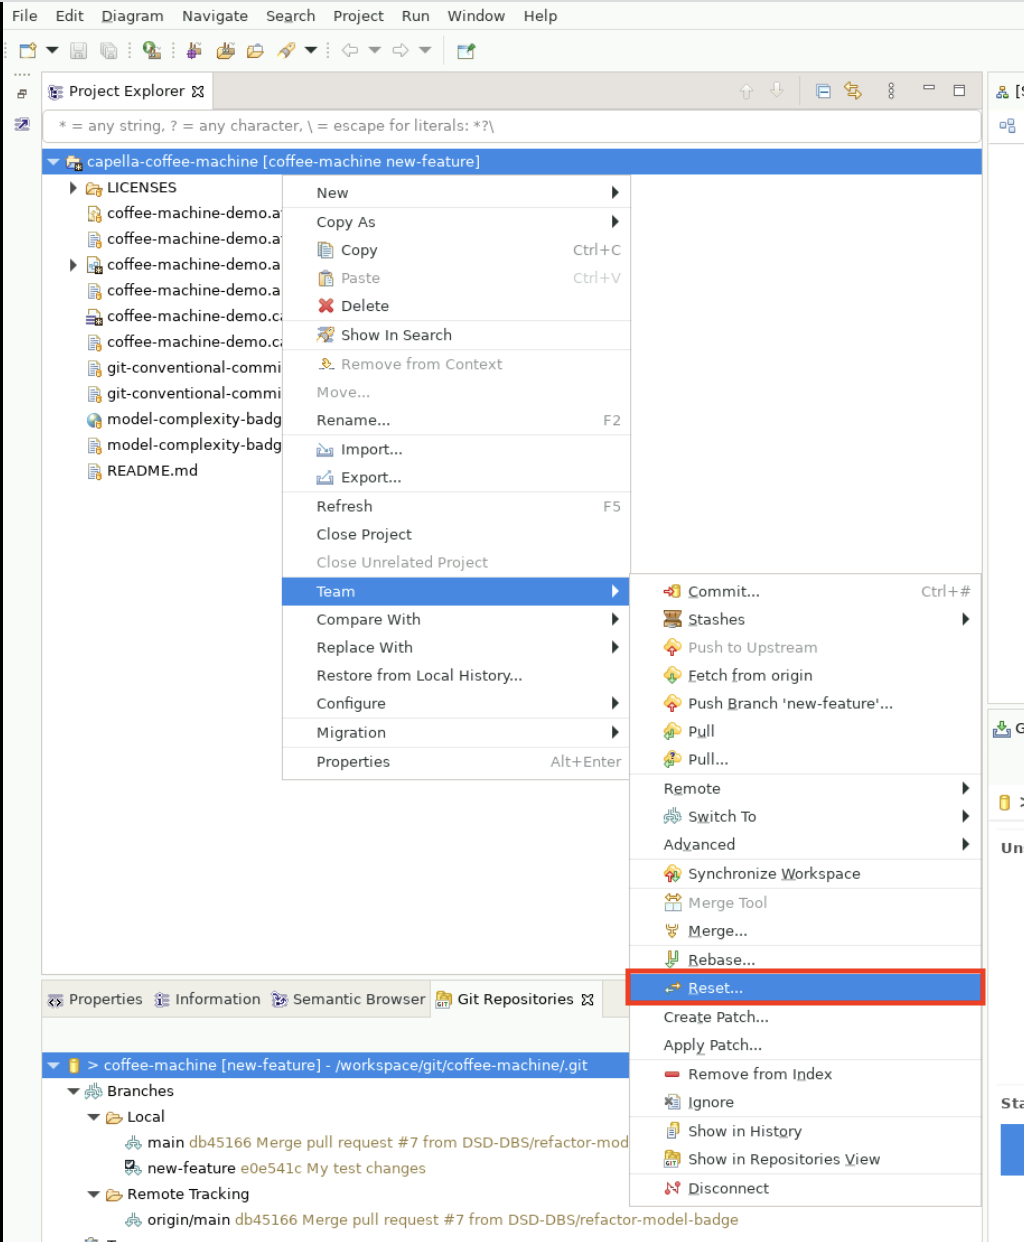 File Edit Diagram Navigate Search Project Run Window Help
Project Explorer
* = any string, ? = any character, \ = escape for literals: *?\
capella-coffee-machine [coffee-machine new-feature]
LICENSES
coffee-machine-demo.a
coffee-machine-demo.a
coffee-machine-demo.a
coffee-machine-demo.a
coffee-machine-demo.c
coffee-machine-demo.c
git-conventional-commi
git-conventional-commi
model-complexity-badg
model-complexity-badg
README.md
New
Copy As
Copy Ctrl+C
Paste Ctrl+V
Delete
Show In Search
Remove from Context
Move...
Rename... F2
Import...
Export...
Refresh F5
Close Project
Close Unrelated Project
Team
Compare With
Replace With
Restore from Local History...
Configure
Migration
Properties Alt+Enter
Commit... Ctrl+#
Stashes
Push to Upstream
Fetch from origin
Push Branch 'new-feature'...
Pull
Pull...
Remote
Switch To
Advanced
Synchronize Workspace
Merge Tool
Merge...
Rebase...
Reset...
Create Patch...
Apply Patch...
Remove from Index
Ignore
Show in History
Show in Repositories View
Disconnect
Properties Information Semantic Browser Git Repositories
> coffee-machine [new-feature] - /workspace/git/coffee-machine/.git
Branches
Local
main db45166 Merge pull request #7 from DSD-DBS/refactor-mod
new-feature e0e541c My test changes
Remote Tracking
origin/main db45166 Merge pull request #7 from DSD-DBS/refactor-model-badge
[S
G
>
Un
Sta